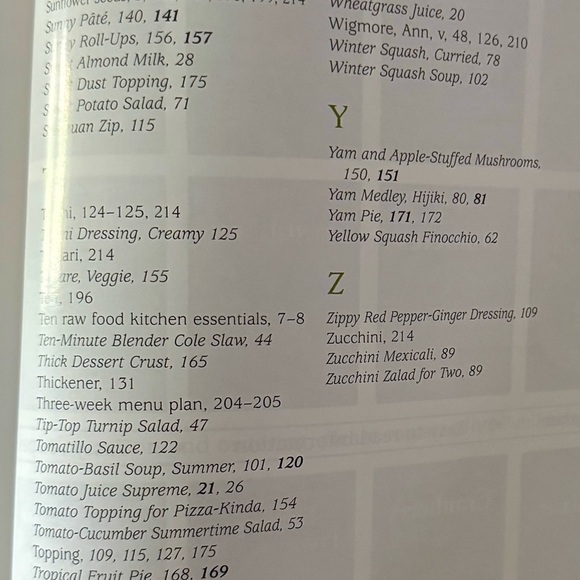 Sunny Pâté, 140, 141
Roll-Ups, 156, 157
Almond Milk, 28
Dust Topping, 175
Potato Salad, 71
Zip, 115
124–125, 214
Dressing, Creamy 125
214
Veggie, 155
196
Ten raw food kitchen essentials, 7–8
Ten-Minute Blender Cole Slaw, 44
Thick Dessert Crust, 165
Thickener, 131
Three-week menu plan, 204–205
Tip-Top Turnip Salad, 47
Tomatillo Sauce, 122
Tomato-Basil Soup, Summer, 101, 120
Tomato Juice Supreme, 21, 26
Tomato Topping for Pizza-Kinda, 154
Tomato-Cucumber Summertime Salad, 53
Topping, 109, 115, 127, 175
Tropical Fruit Pie, 168, 169
Wheatgrass Juice, 20
Wigmore, Ann, v, 48, 126, 210
Winter Squash, Curried, 78
Winter Squash Soup, 102
Y
Yam and Apple-Stuffed Mushrooms,
150, 151
Yam Medley, Hijiki, 80, 81
Yam Pie, 171, 172
Yellow Squash Finocchio, 62
Z
Zippy Red Pepper-Ginger Dressing, 109
Zucchini, 214
Zucchini Mexicali, 89
Zucchini Zalad for Two, 89